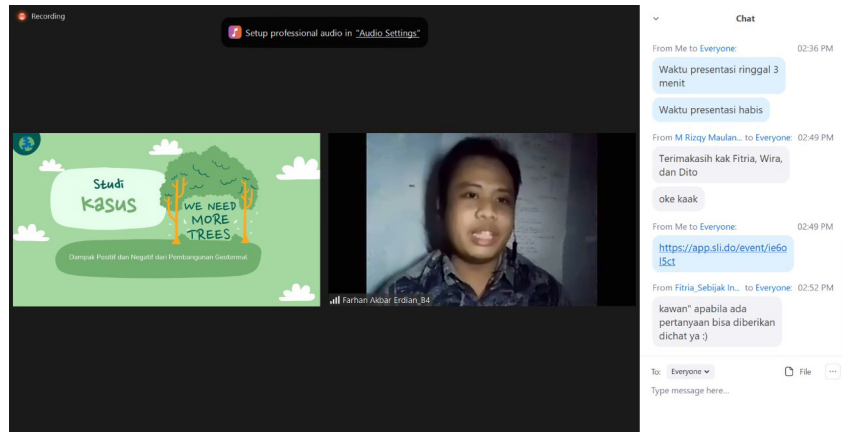 Recording
Setup professional audio in "Audio Settings"
Studi
Kasus
WE NEED
MORE
TREES
Dampak Positif dan Negatif dari Pembangunan Geotermal
Farhan Akbar Erdian_B4
Chat
From Me to Everyone: 02:36 PM
Waktu presentasi ringgal 3
menit
Waktu presentasi habis
From M Rizqy Maulan... to Everyone: 02:49 PM
Terimakasih kak Fitria, Wira,
dan Dito
oke kaak
From Me to Everyone: 02:49 PM
https://app.sli.do/event/ie6o
l5ct
From Fitria_Sebijak In... to Everyone: 02:52 PM
kawan" apabila ada
pertanyaan bisa diberikan
dichat ya :)
To: Everyone File ...
Type message here...